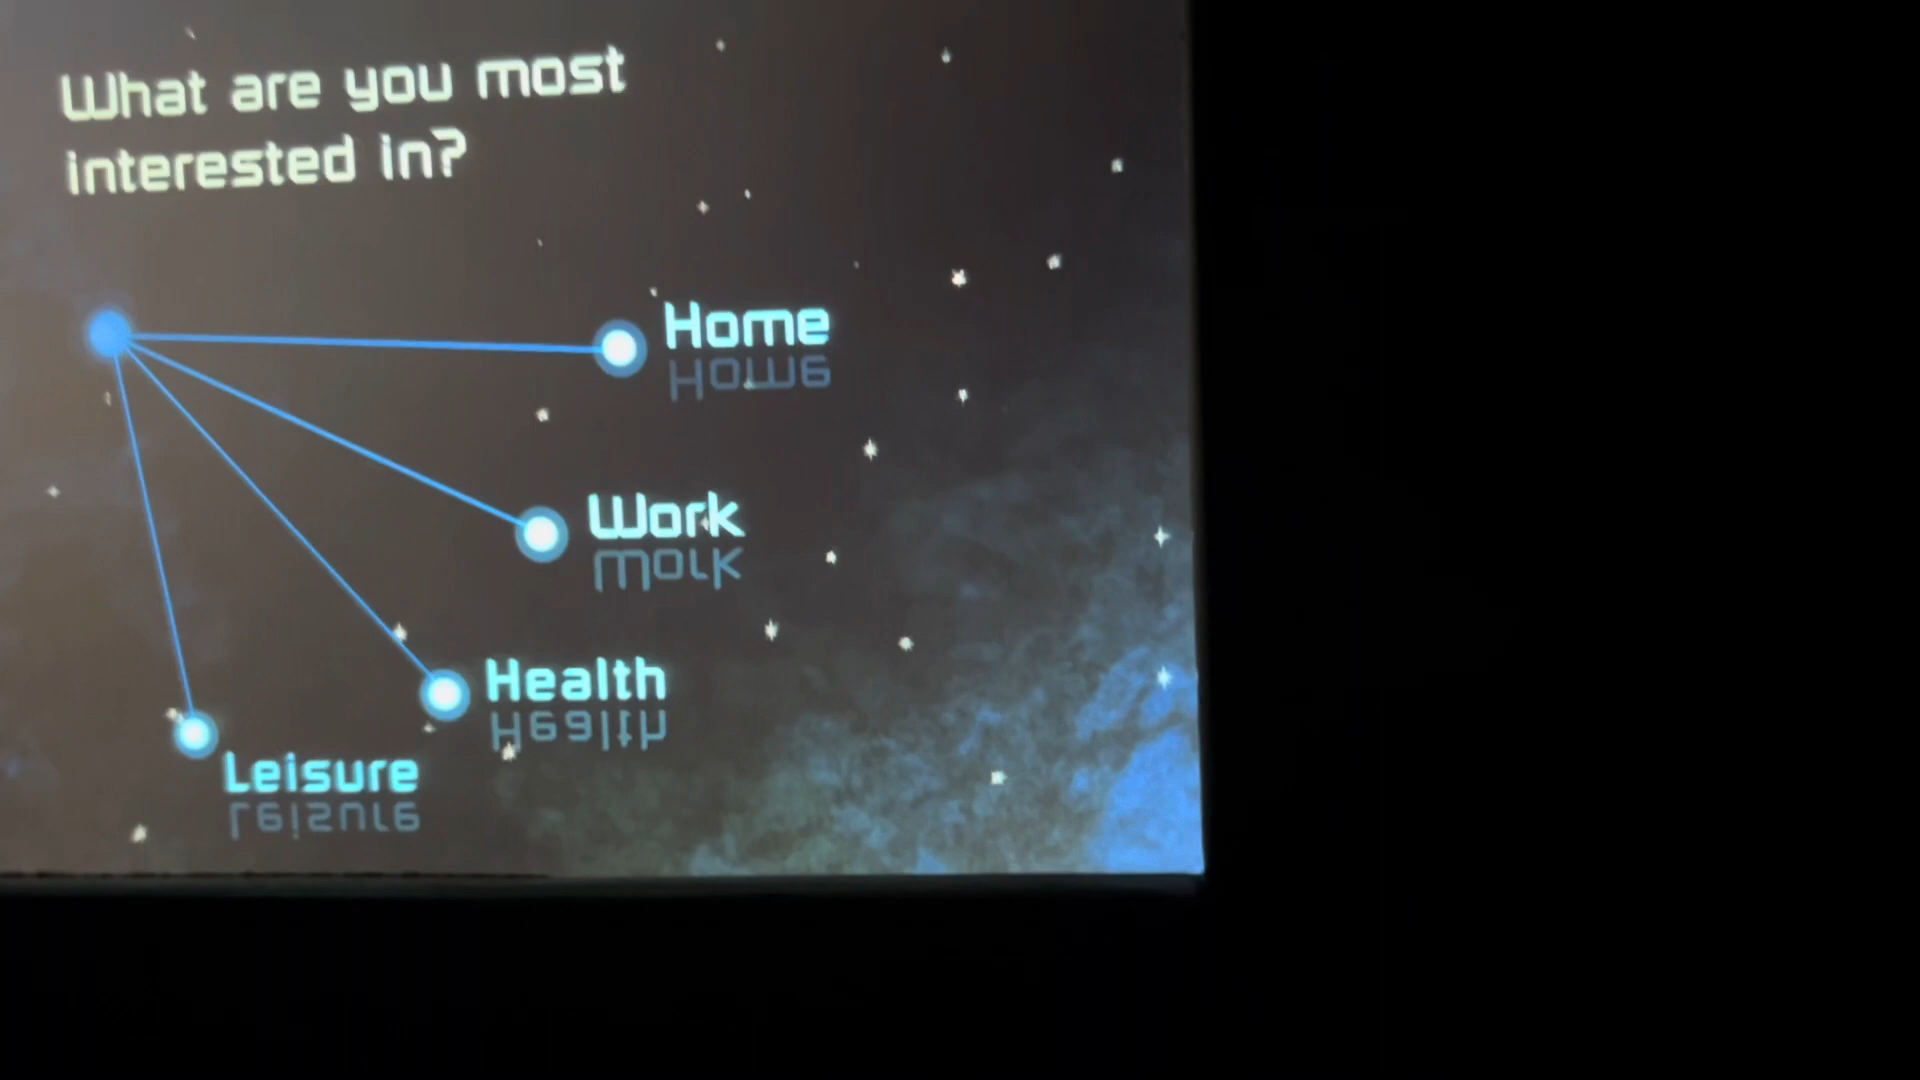 What are you most
interested in?
Home
Work
Health
Leisure